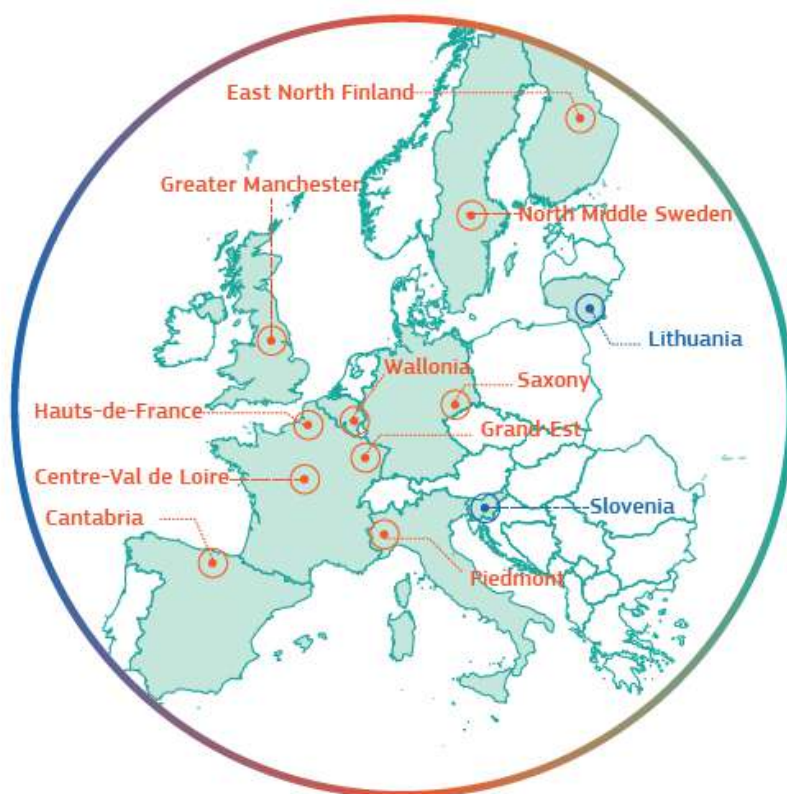 East North Finland
Greater Manchester
North Middle Sweden
Lithuania
Wallonia
Saxony
Hauts-de-France
Grand-Est
Centre-Val de Loire
Slovenia
Cantabria
Piedmont